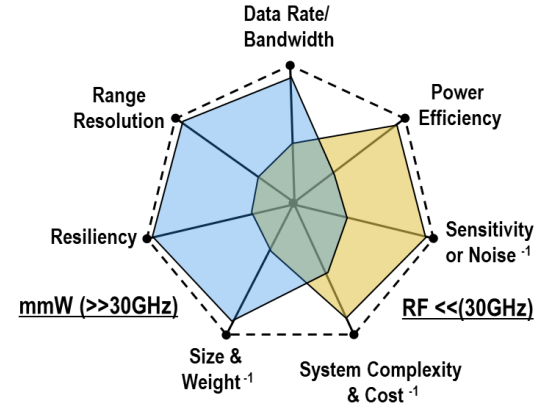 Data Rate/
Bandwidth
Range
Resolution
Power
Efficiency
Resiliency
Sensitivity
or Noise -1
mmW (>>30GHz)
RF <<(30GHz)
Size &
Weight -1
System Complexity
& Cost -1